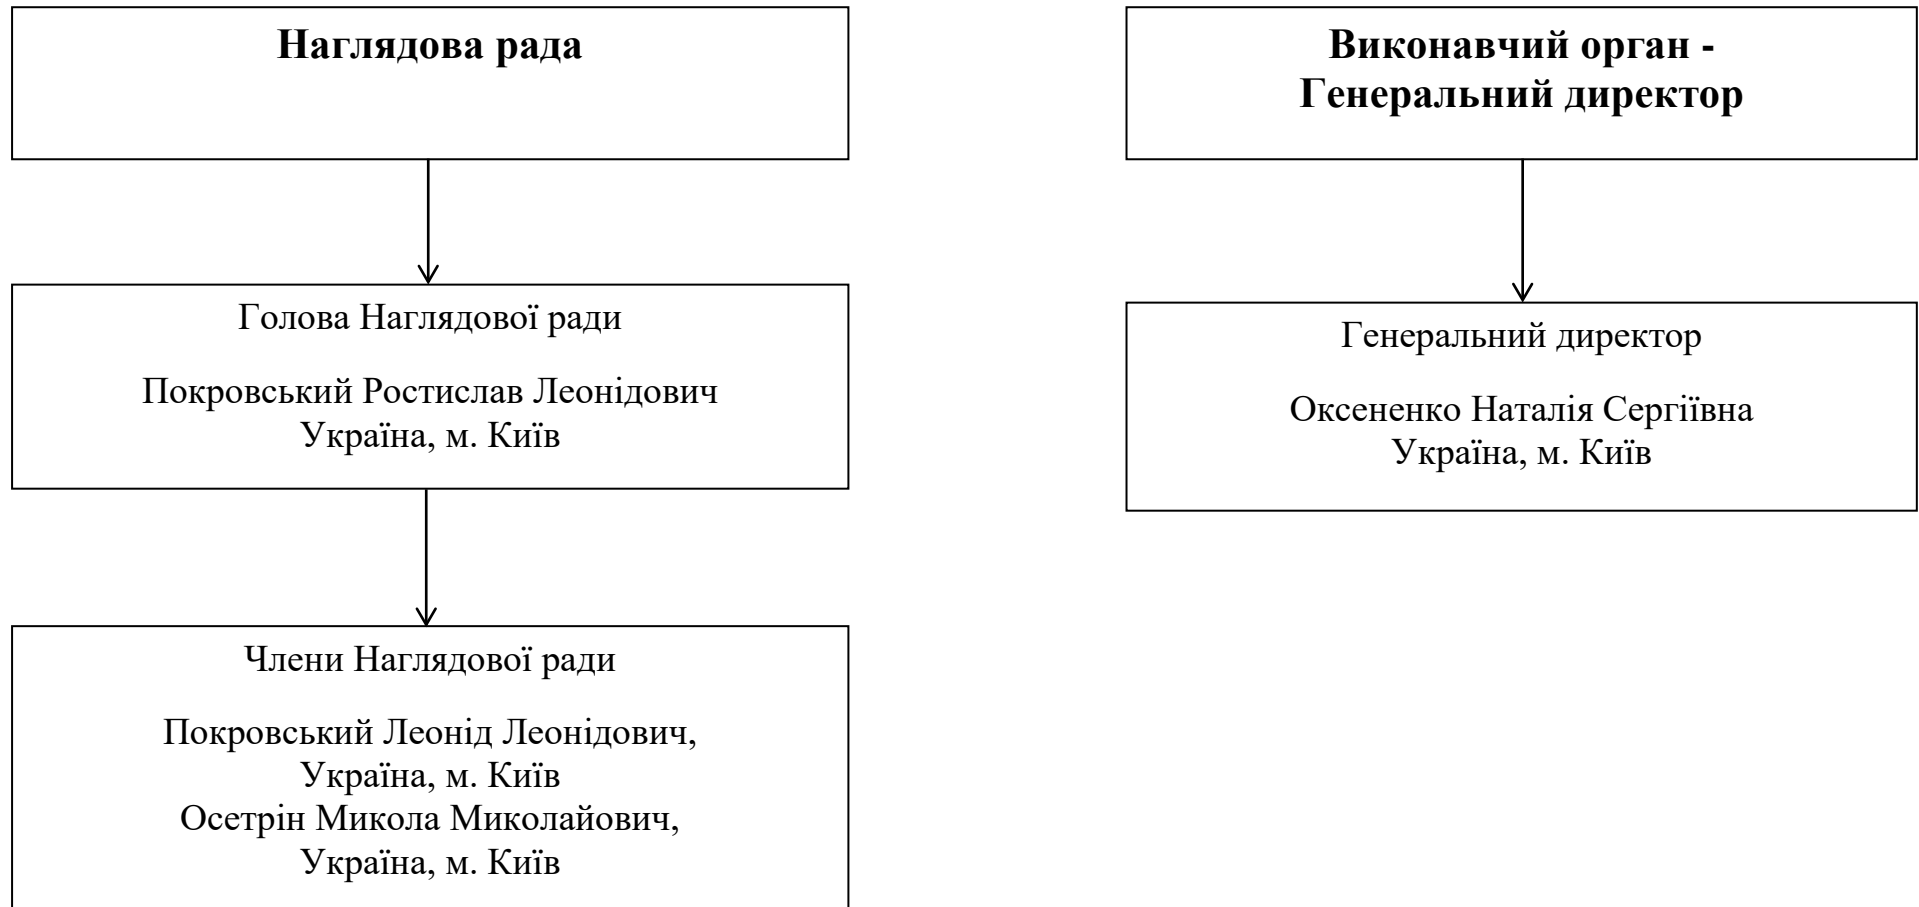 Наглядова рада
Голова Наглядової ради
Покровський Ростислав Леонідович
Україна, м. Київ
Члени Наглядової ради
Покровський Леонід Леонідович,
Україна, м. Київ
Осетрін Микола Миколайович,
Україна, м. Київ
Виконавчий орган -
Генеральний директор
Генеральний директор
Оксененко Наталія Сергіївна
Україна, м. Київ